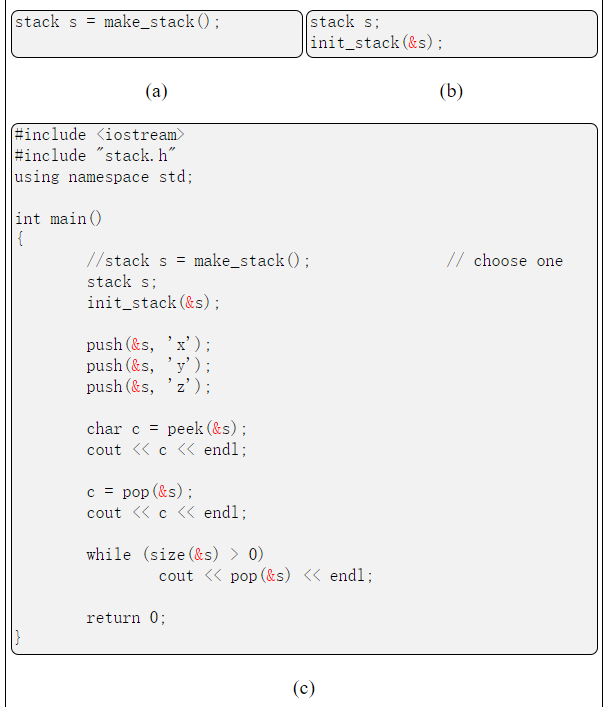 stack s = make_stack();
stack s;
init_stack(&s);
(a)
(b)
#include <iostream>
#include "stack.h"
using namespace std;
int main()
{
//stack s = make_stack(); // choose one
stack s;
init_stack(&s);
push(&s, 'x');
push(&s, 'y');
push(&s, 'z');
char c = peek(&s);
cout << c << endl;
c = pop(&s);
cout << c << endl;
while (size(&s) > 0)
cout << pop(&s) << endl;
return 0;
}
(c)